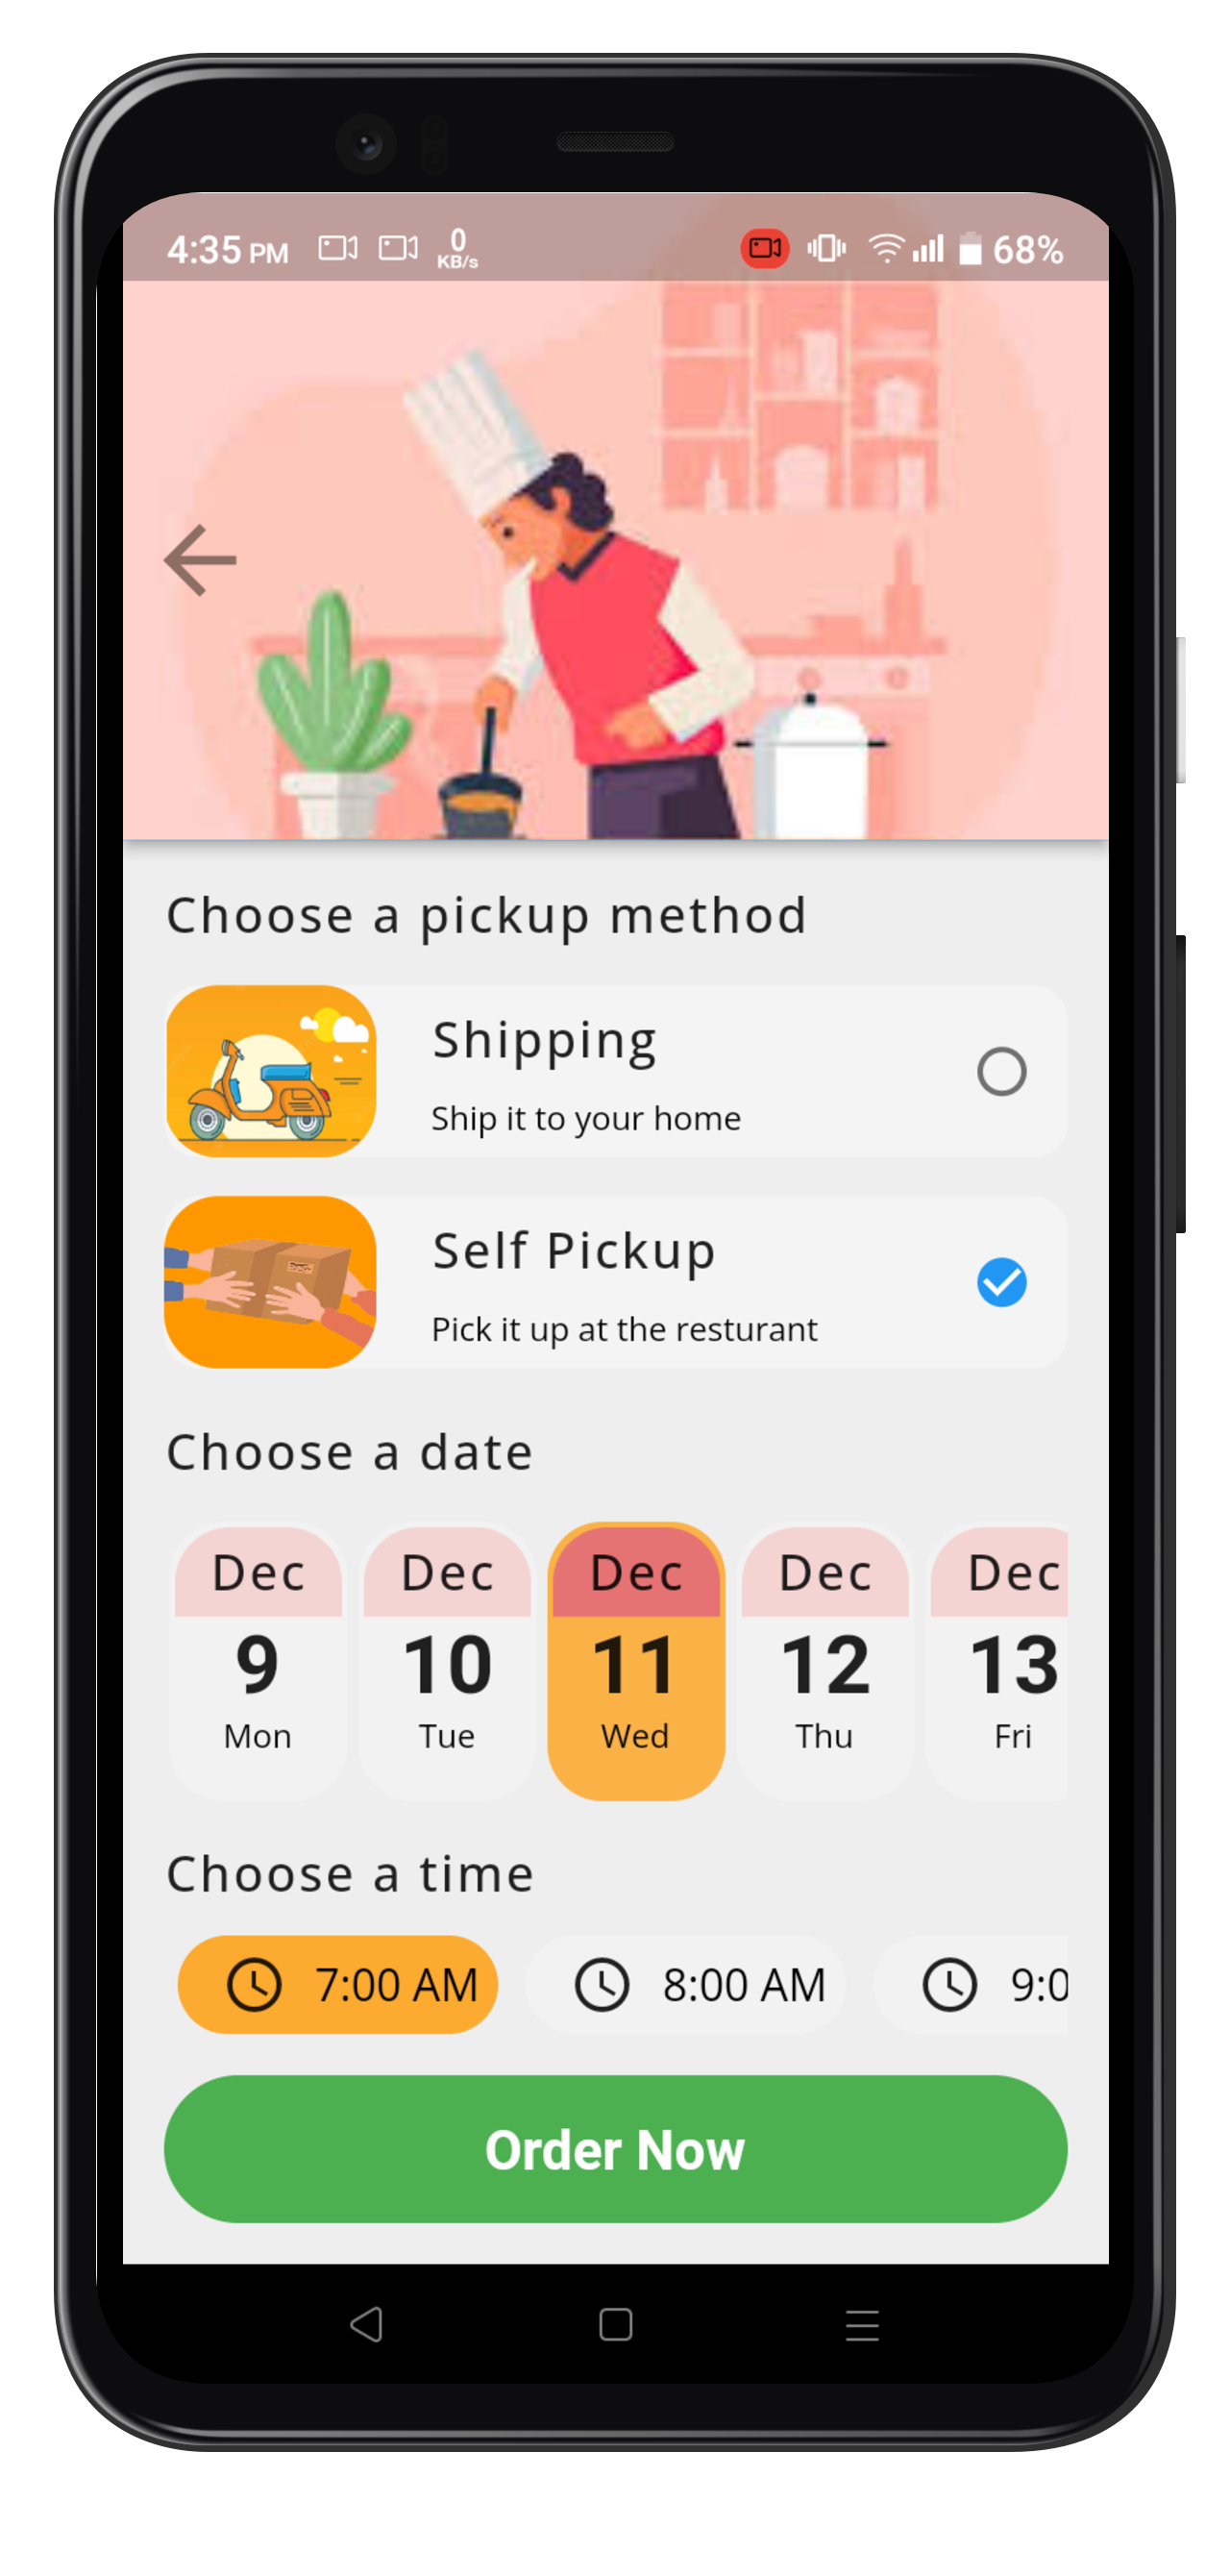 4:35 PM 0 KB/s 68%
Choose a pickup method
Shipping
Ship it to your home
Self Pickup
Pick it up at the resturant
Choose a date
Dec Dec Dec Dec Dec
9 10 11 12 13
Mon Tue Wed Thu Fri
Choose a time
7:00 AM 8:00 AM 9:0
Order Now